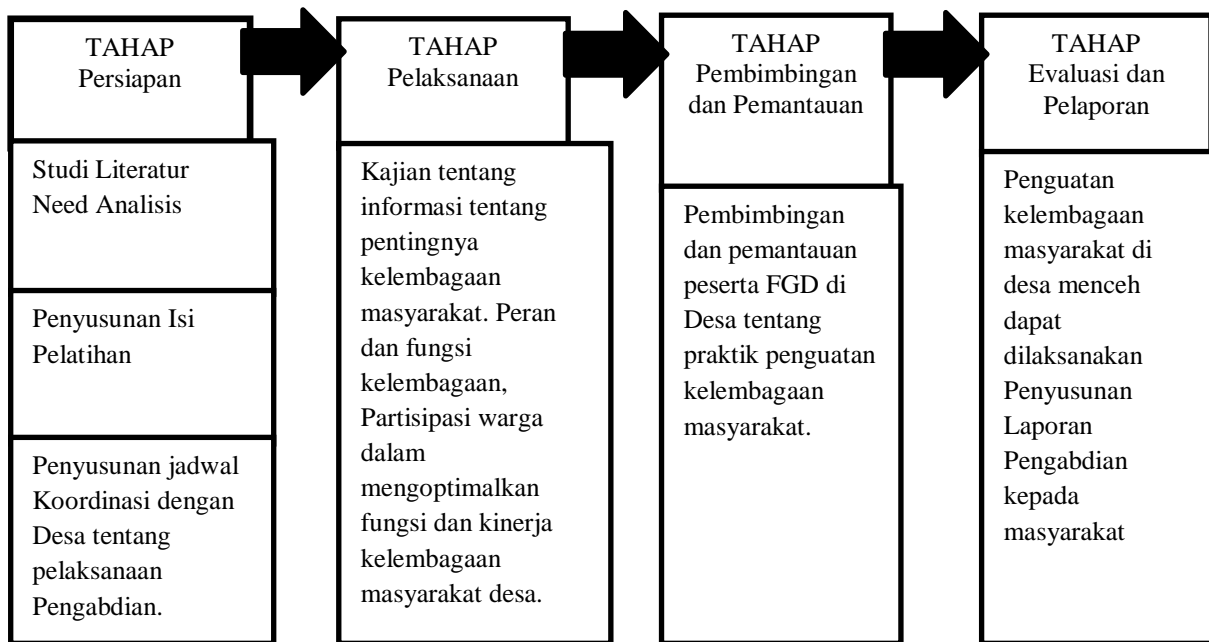 TAHAP
Persiapan
Studi Literatur
Need Analisis
Penyusunan Isi
Pelatihan
Penyusunan jadwal
Koordinasi dengan
Desa tentang
pelaksanaan
Pengabdian.
TAHAP
Pelaksanaan
Kajian tentang
informasi tentang
pentingnya
kelembagaan
masyarakat. Peran
dan fungsi
kelembagaan,
Partisipasi warga
dalam
mengoptimalkan
fungsi dan kinerja
kelembagaan
masyarakat desa.
TAHAP
Pembimbingan
dan Pemantauan
Pembimbingan
dan pemantauan
peserta FGD di
Desa tentang
praktik penguatan
kelembagaan
masyarakat.
TAHAP
Evaluasi dan
Pelaporan
Penguatan
kelembagaan
masyarakat di
desa menceh
dapat
dilaksanakan
Penyusunan
Laporan
Pengabdian
kepada
masyarakat